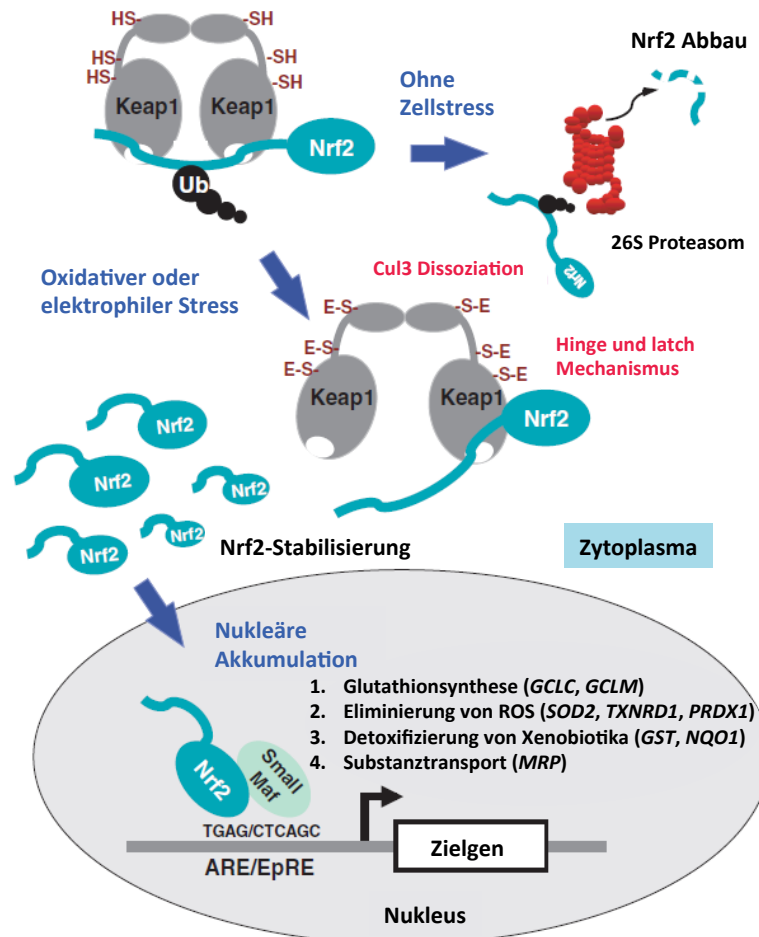 HS-
-SH
HS-
HS-
-SH
-SH
Keap1
Keap1
Nrf2
Ub
Ohne
Zellstress
Nrf2 Abbau
26S Proteasom
Nrf2
Oxidativer oder
elektrophiler Stress
Cul3 Dissoziation
E-S-
-S-E
E-S-
E-S-
-S-E
-S-E
Hinge und latch
Mechanismus
Keap1
Keap1
Nrf2
Nrf2
Nrf2
Nrf2
Nrf2
Nrf2
Nrf2-Stabilisierung
Zytoplasma
Nukleäre
Akkumulation
1. Glutathionsynthese (GCLC, GCLM)
2. Eliminierung von ROS (SOD2, TXNRD1, PRDX1)
3. Detoxifizierung von Xenobiotika (GST, NQO1)
4. Substanztransport (MRP)
Nrf2
Small
Maf
TGAG/CTCAGC
ARE/EpRE
Zielgen
Nukleus